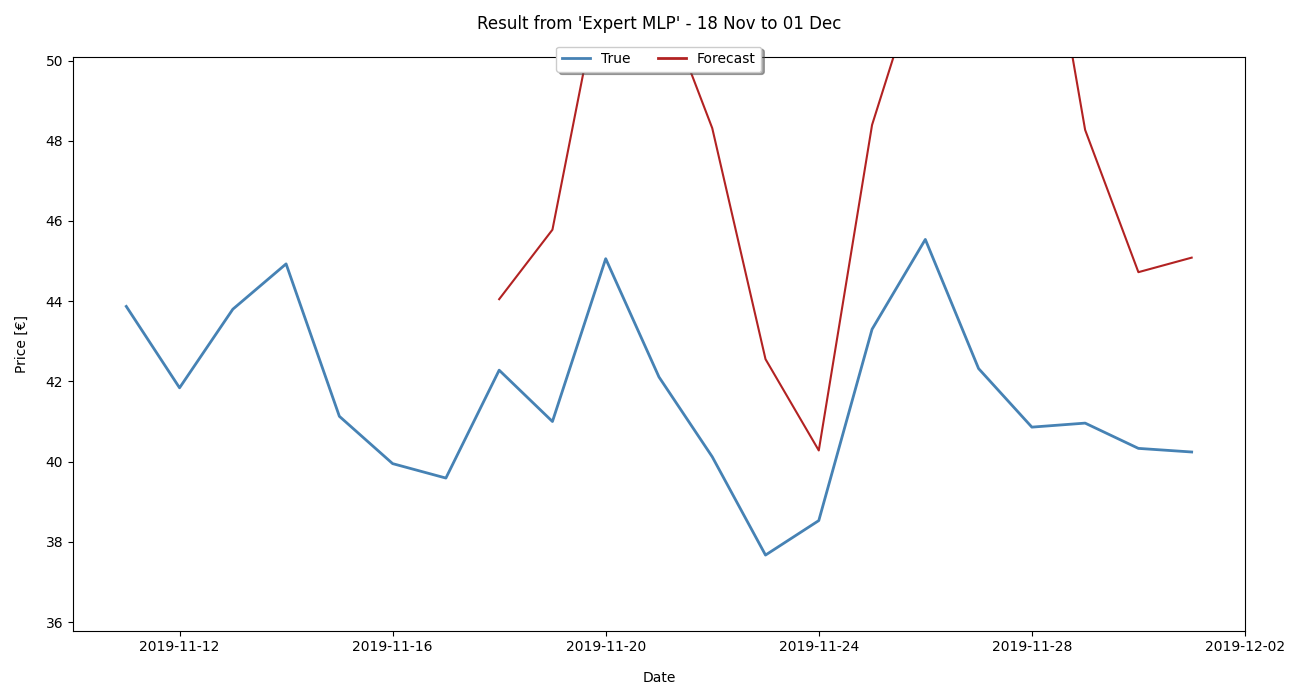 Result from 'Expert MLP' - 18 Nov to 01 Dec
True Forecast
50
48
46
44
42
40
38
36
Price [€]
2019-11-12 2019-11-16 2019-11-20 2019-11-24 2019-11-28 2019-12-02
Date